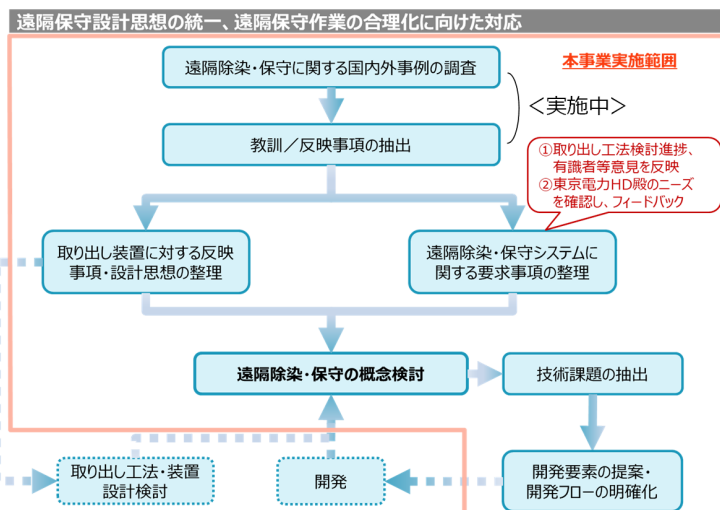 遠隔保守設計思想の統一、遠隔保守作業の合理化に向けた対応
本事業実施範囲
遠隔除染・保守に関する国内外事例の調査
<実施中>
教訓/反映事項の抽出
①取り出し工法検討進捗、
有識者等意見を反映
②東京電力HD殿のニーズ
を確認し、フィードバック
取り出し装置に対する反映
事項・設計思想の整理
遠隔除染・保守システムに
関する要求事項の整理
遠隔除染・保守の概念検討
技術課題の抽出
取り出し工法・装置
設計検討
開発
開発要素の提案・
開発フローの明確化